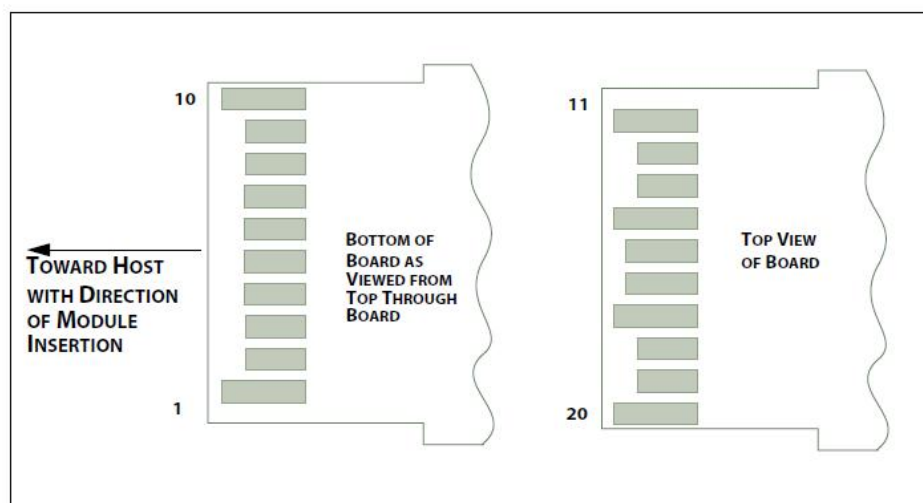 10
1
TOWARD HOST
WITH DIRECTION
OF MODULE
INSERTION
BOTTOM OF
BOARD AS
VIEWED FROM
TOP THROUGH
BOARD
11
20
TOP VIEW
OF BOARD